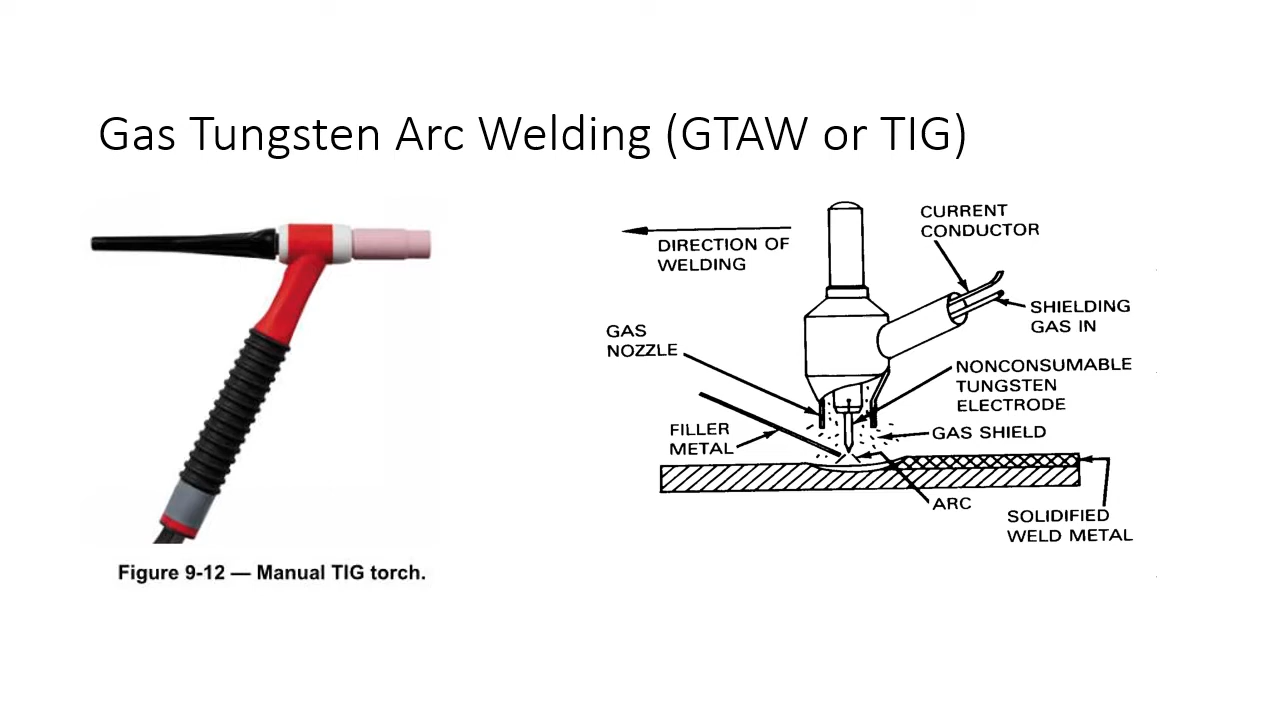 Gas Tungsten Arc Welding (GTAW or TIG)
Figure 9-12 — Manual TIG torch.
DIRECTION OF
WELDING
CURRENT
CONDUCTOR
SHIELDING
GAS IN
GAS
NOZZLE
NONCONSUMABLE
TUNGSTEN
ELECTRODE
FILLER
METAL
GAS SHIELD
ARC
SOLIDIFIED
WELD METAL